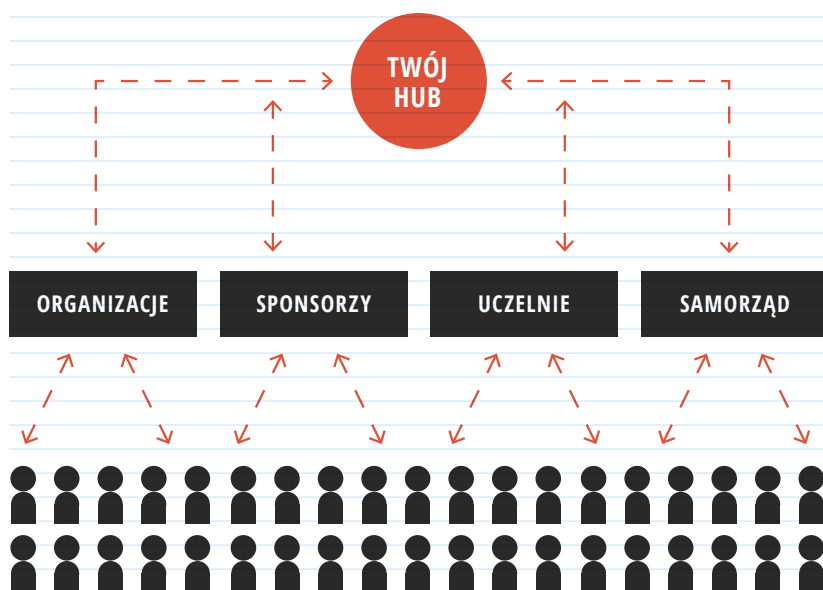 TWÓJ
HUB
ORGANIZACJE
SPONSORZY
UCZELNIE
SAMORZĄD